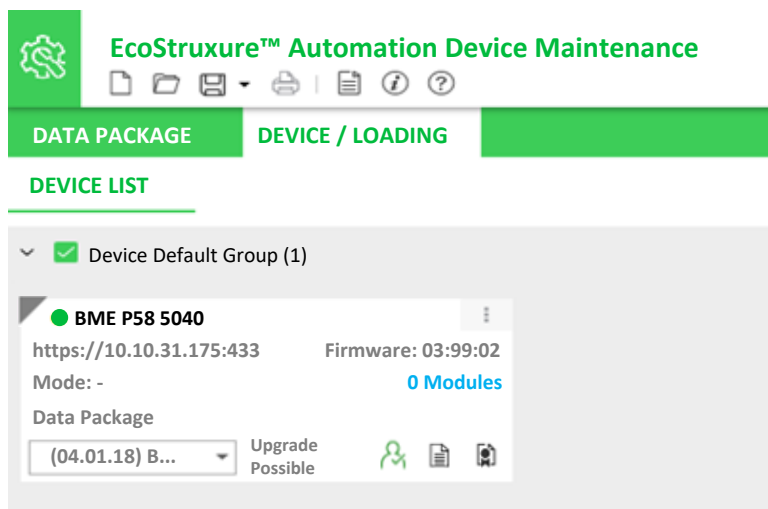 EcoStruxure™ Automation Device Maintenance
DATA PACKAGE DEVICE / LOADING
DEVICE LIST
Device Default Group (1)
BME P58 5040
https://10.10.31.175:433 Firmware: 03:99:02
Mode: - 0 Modules
Data Package
(04.01.18) B... Upgrade
Possible